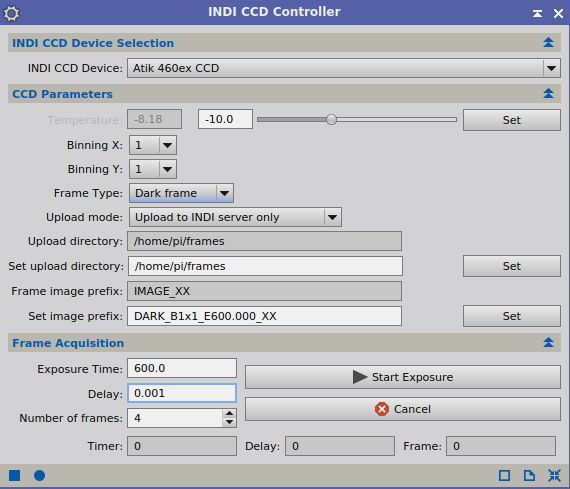 INDI CCD Controller
INDI CCD Device Selection
INDI CCD Device: Atik 460ex CCD
CCD Parameters
Temperature: -8.18 -10.0 Set
Binning X: 1
Binning Y: 1
Frame Type: Dark frame
Upload mode: Upload to INDI server only
Upload directory: /home/pi/frames
Set upload directory: /home/pi/frames Set
Frame image prefix: IMAGE_XX
Set image prefix: DARK_B1x1_E600.000_XX Set
Frame Acquisition
Exposure Time: 600.0 Start Exposure
Delay: 0.001
Number of frames: 4 Cancel
Timer: 0 Delay: 0 Frame: 0